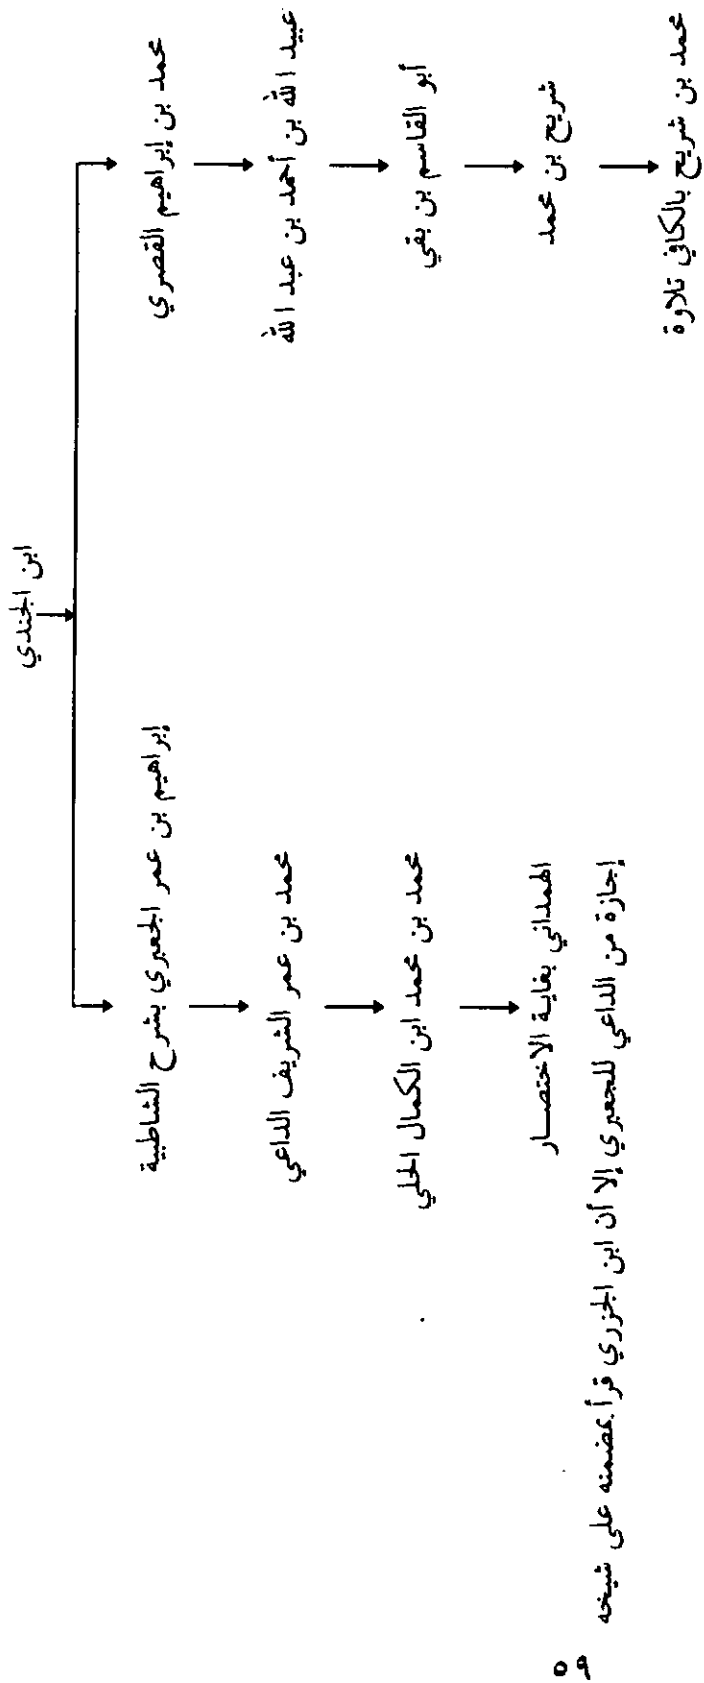 ابن الجندي
محمد بن إبراهيم القصري
عبيد الله بن أحمد بن عبد الله
أبو القاسم بن بقي
شريح بن محمد
محمد بن شريح بالكافي تلاوة
إبراهيم بن عمر الجعبري بشرح الشاطبية
محمد بن عمر الشريف الداعي
محمد بن محمد ابن الكمال الحلي
الهمداني بغاية الاختصار
إجازة من الداعي للجعبري إلا أن ابن الجزري قرأ بمضمنه على شيخه
٥٩